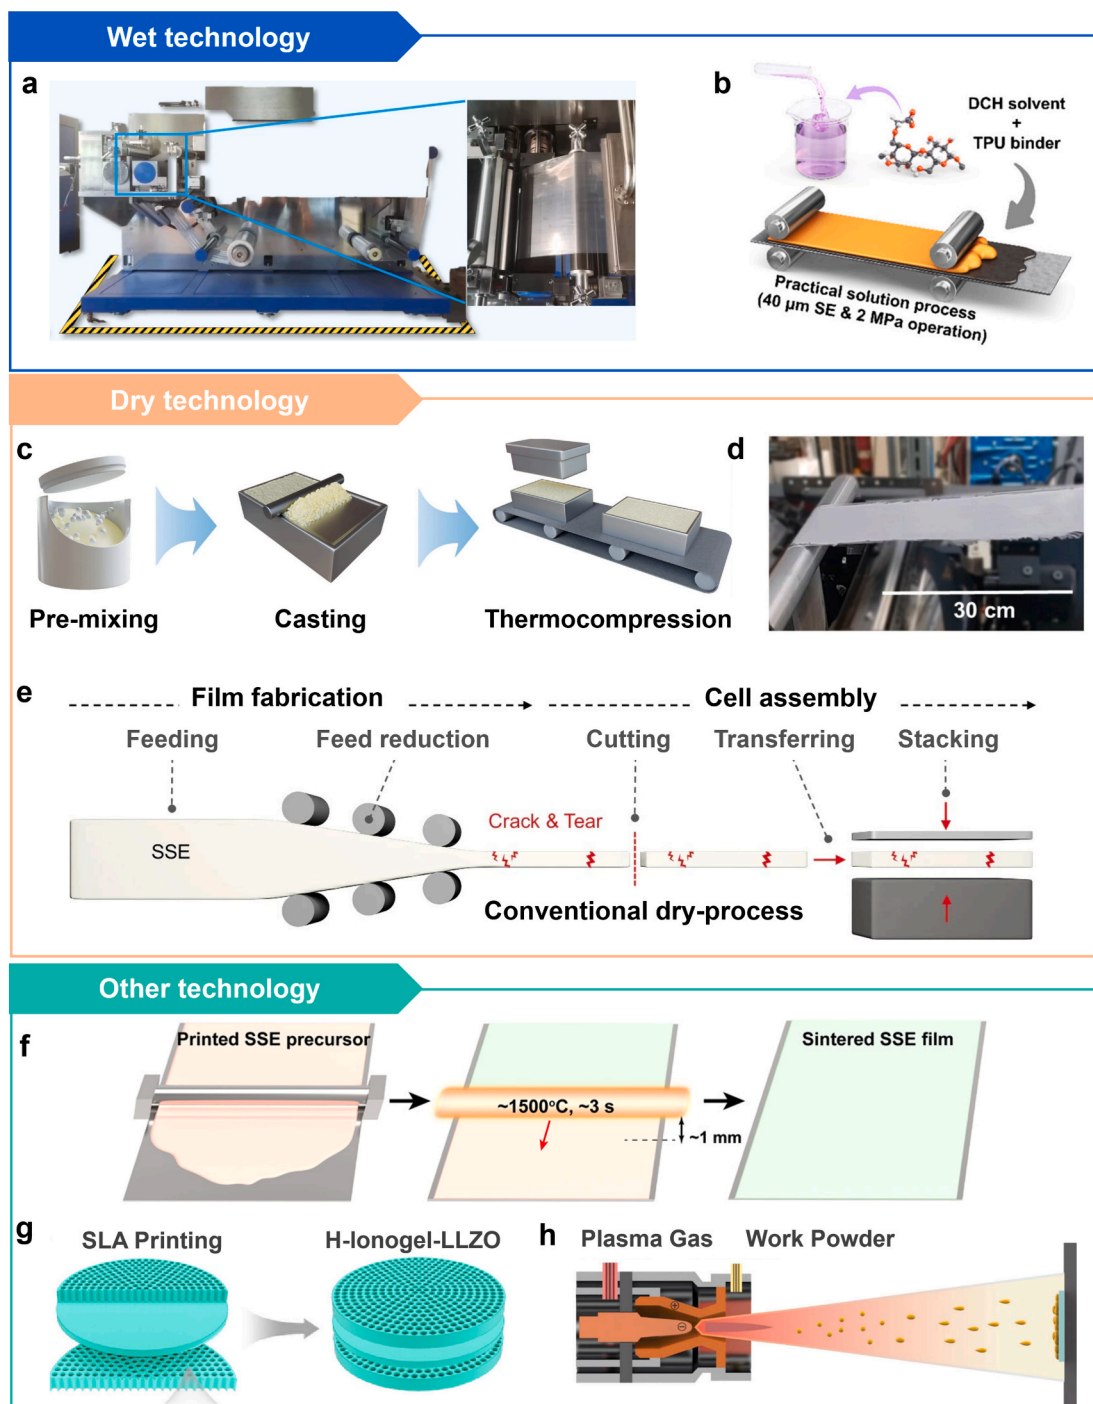 Wet technology
a
b
DCH solvent
+
TPU binder
Practical solution process
(40 µm SE & 2 MPa operation)
Dry technology
c
Pre-mixing
Casting
Thermocompression
d
30 cm
e
Film fabrication
Cell assembly
Feeding
Feed reduction
Cutting
Transferring
Stacking
SSE
Crack & Tear
Conventional dry-process
Other technology
f
Printed SSE precursor
~1500°C, ~3 s
~1 mm
Sintered SSE film
g
SLA Printing
H-Ionogel-LLZO
h
Plasma Gas
Work Powder
+
−